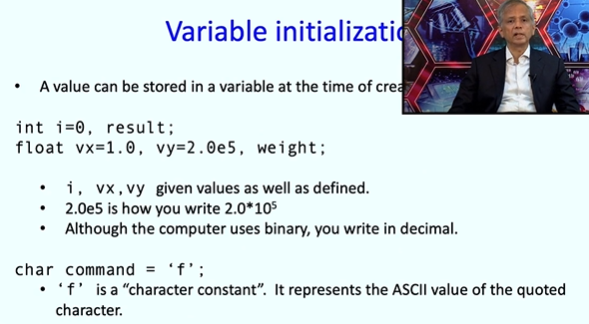 Variable initializatio
• A value can be stored in a variable at the time of crea
int i=0, result;
float vx=1.0, vy=2.0e5, weight;
• i, vx,vy given values as well as defined.
• 2.0e5 is how you write 2.0*10⁵
• Although the computer uses binary, you write in decimal.
char command = ‘f’;
• ‘f’ is a “character constant”. It represents the ASCII value of the quoted
character.